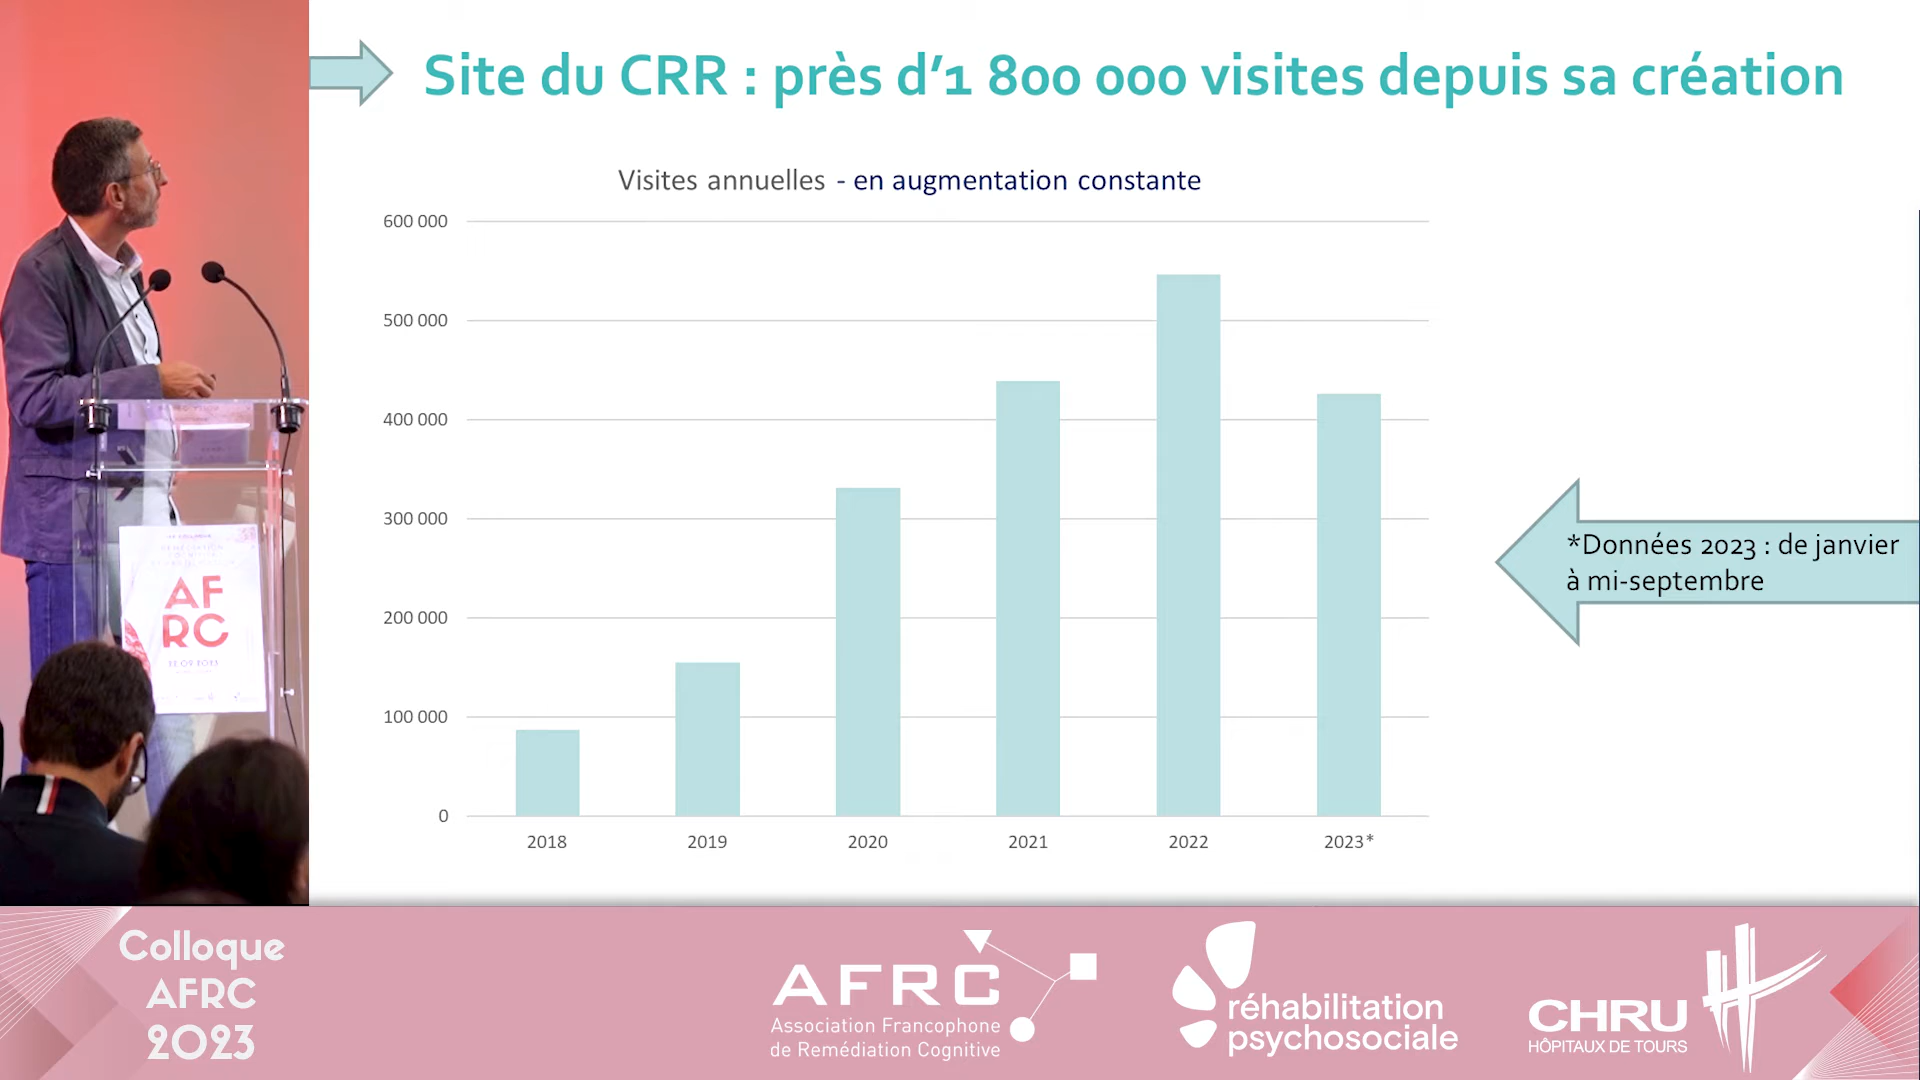 Site du CRR : près d’1 800 000 visites depuis sa création
Visites annuelles - en augmentation constante
600 000
500 000
400 000
300 000
200 000
100 000
0
2018
2019
2020
2021
2022
2023*
*Données 2023 : de janvier
à mi-septembre
AF
RC
Colloque
AFRC
2023
AFRC
Association Francophone
de Remédiation Cognitive
réhabilitation
psychosociale
CHRU
HÔPITAUX DE TOURS